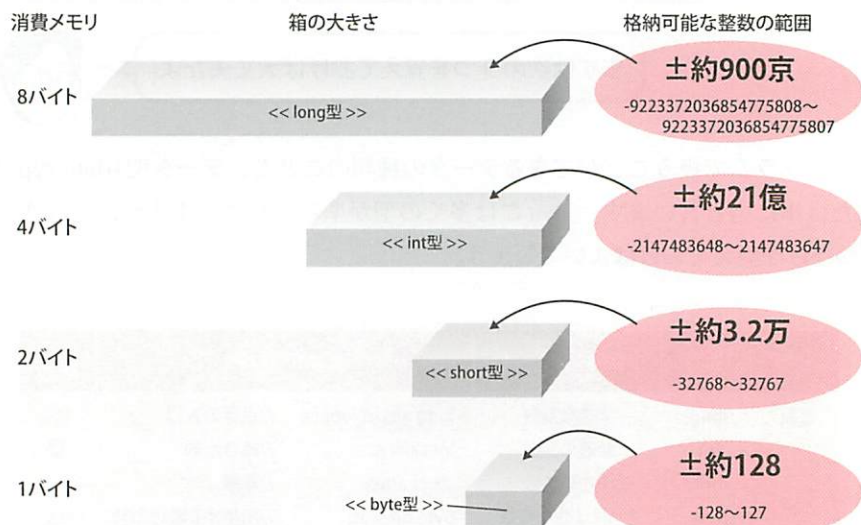 消費メモリ 箱の大きさ 格納可能な整数の範囲
8バイト
<< long型 >>
±約900京
-9223372036854775808～
9223372036854775807
4バイト
<< int型 >>
±約21億
-2147483648～2147483647
2バイト
<< short型 >>
±約3.2万
-32768～32767
1バイト
<< byte型 >>
±約128
-128～127